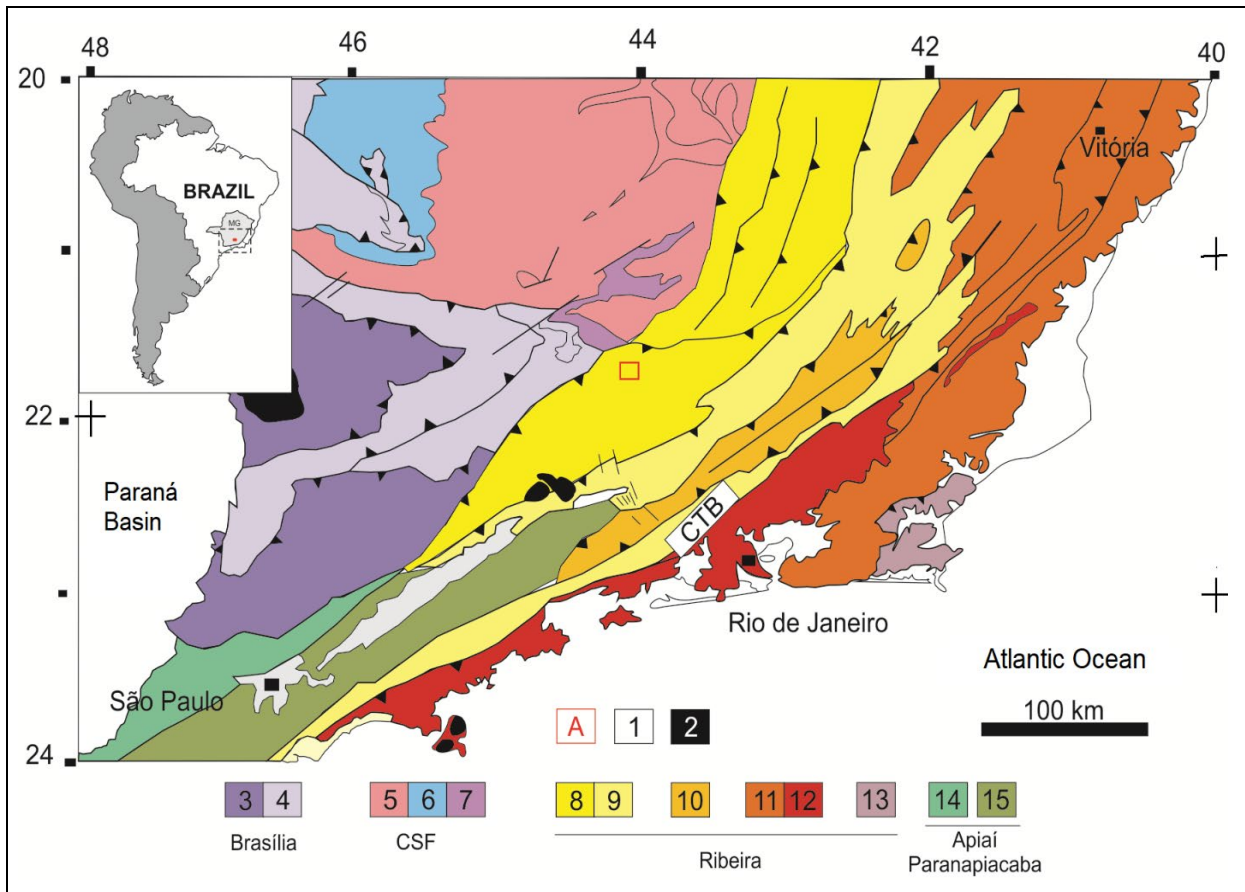 48 46 44 42 40
20
BRAZIL
MG
Vitória
22
Paraná
Basin
CTB
Rio de Janeiro
Atlantic Ocean
São Paulo
A 1 2
100 km
24
3 4 5 6 7 8 9 10 11 12 13 14 15
Brasília CSF Ribeira Apiaí
Paranapiacaba